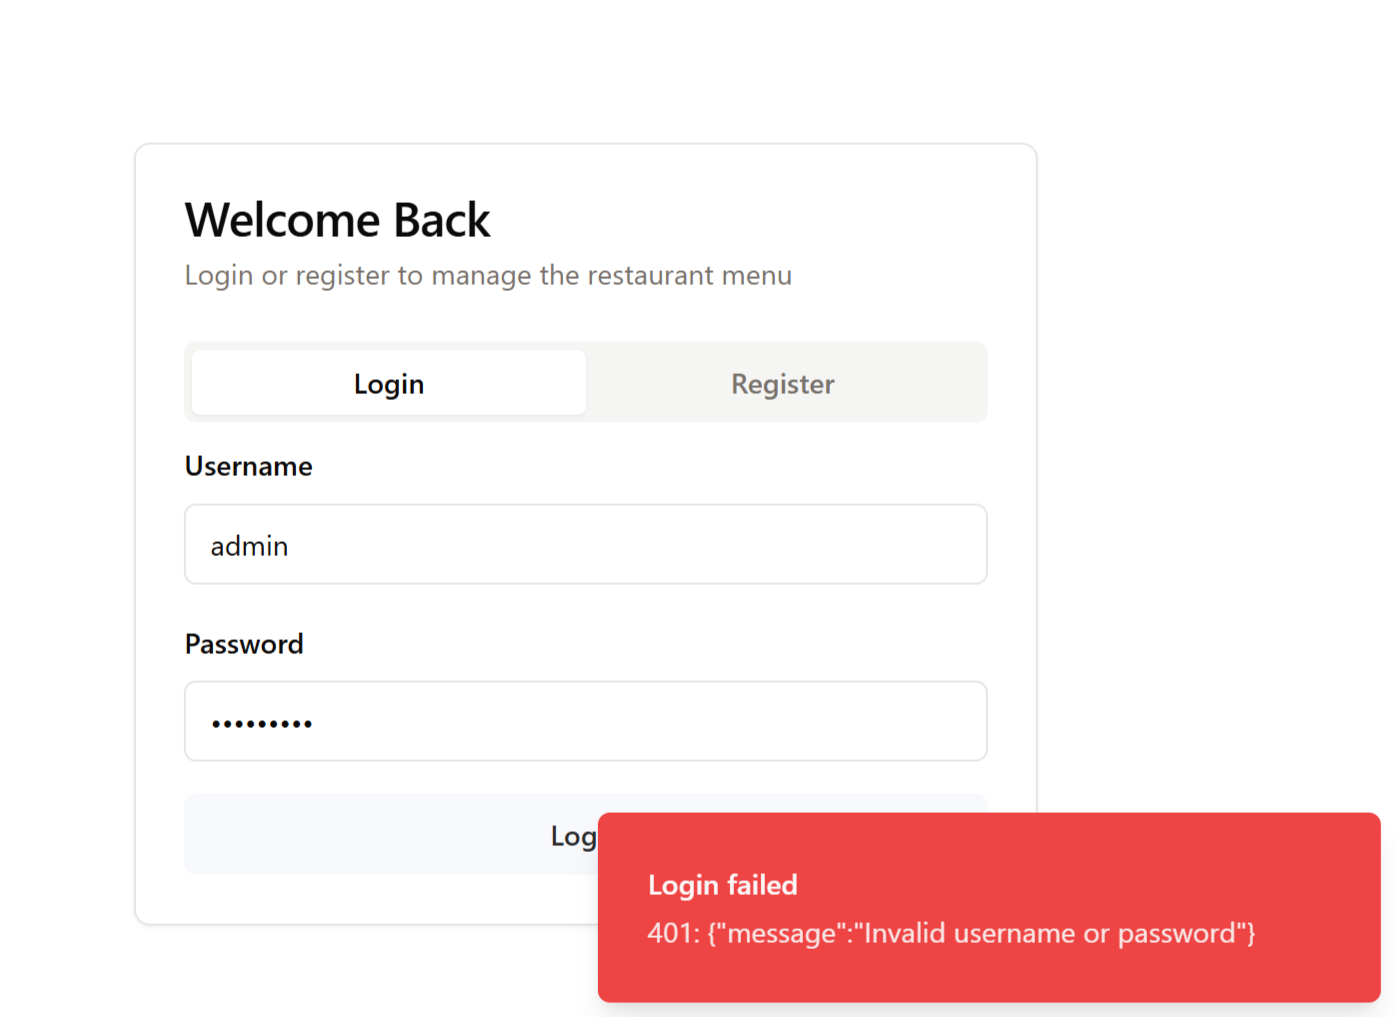 Welcome Back
Login or register to manage the restaurant menu
Login Register
Username
admin
Password
•••••••••
Log
Login failed
401: {"message":"Invalid username or password"}